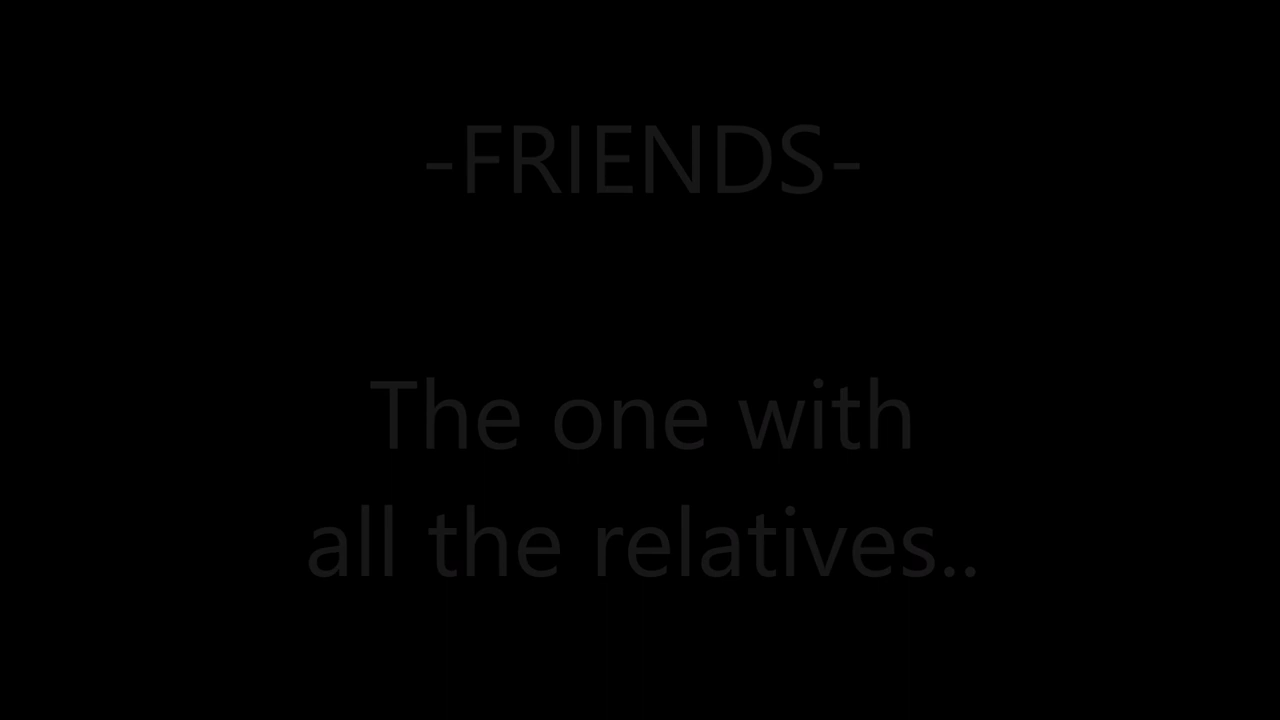 -FRIENDS-
The one with
all the relatives..